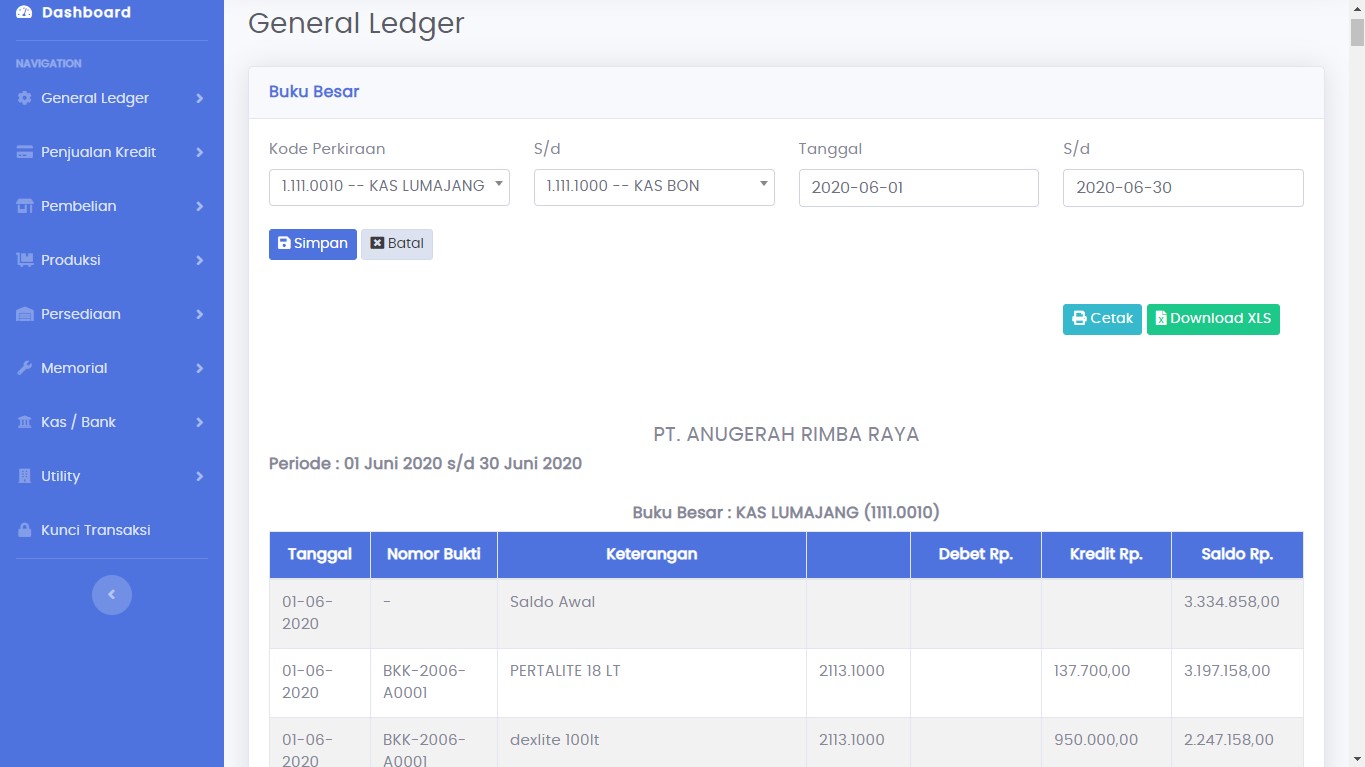 Dashboard
NAVIGATION
General Ledger
Penjualan Kredit
Pembelian
Produksi
Persediaan
Memorial
Kas / Bank
Utility
Kunci Transaksi
General Ledger
Buku Besar
Kode Perkiraan S/d Tanggal S/d
1.111.0010 -- KAS LUMAJANG 1.111.1000 -- KAS BON 2020-06-01 2020-06-30
Simpan Batal
Cetak Download XLS
PT. ANUGERAH RIMBA RAYA
Periode : 01 Juni 2020 s/d 30 Juni 2020
Buku Besar : KAS LUMAJANG (1111.0010)
Tanggal Nomor Bukti Keterangan Debet Rp. Kredit Rp. Saldo Rp.
01-06- - Saldo Awal 3.334.858,00
2020
01-06- BKK-2006- PERTALITE 18 LT 2113.1000 137.700,00 3.197.158,00
2020 A0001
01-06- BKK-2006- dexlite 100lt 2113.1000 950.000,00 2.247.158,00
2020 A0001